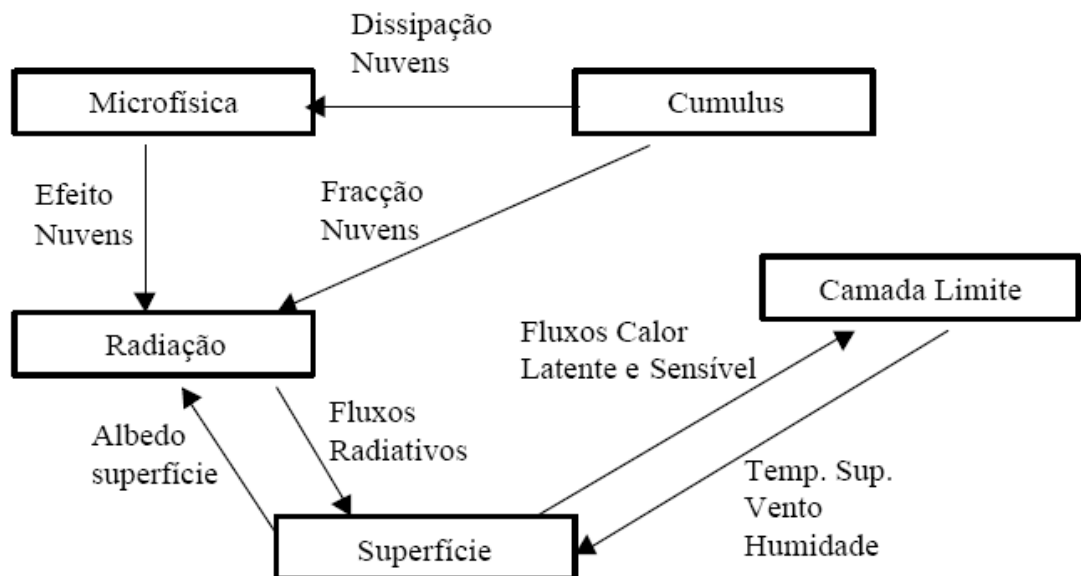 Dissipação
Nuvens
Microfísica
Cumulus
Efeito
Nuvens
Fracção
Nuvens
Camada Limite
Radiação
Fluxos Calor
Latente e Sensível
Albedo
superfície
Fluxos
Radiativos
Temp. Sup.
Vento
Humidade
Superfície